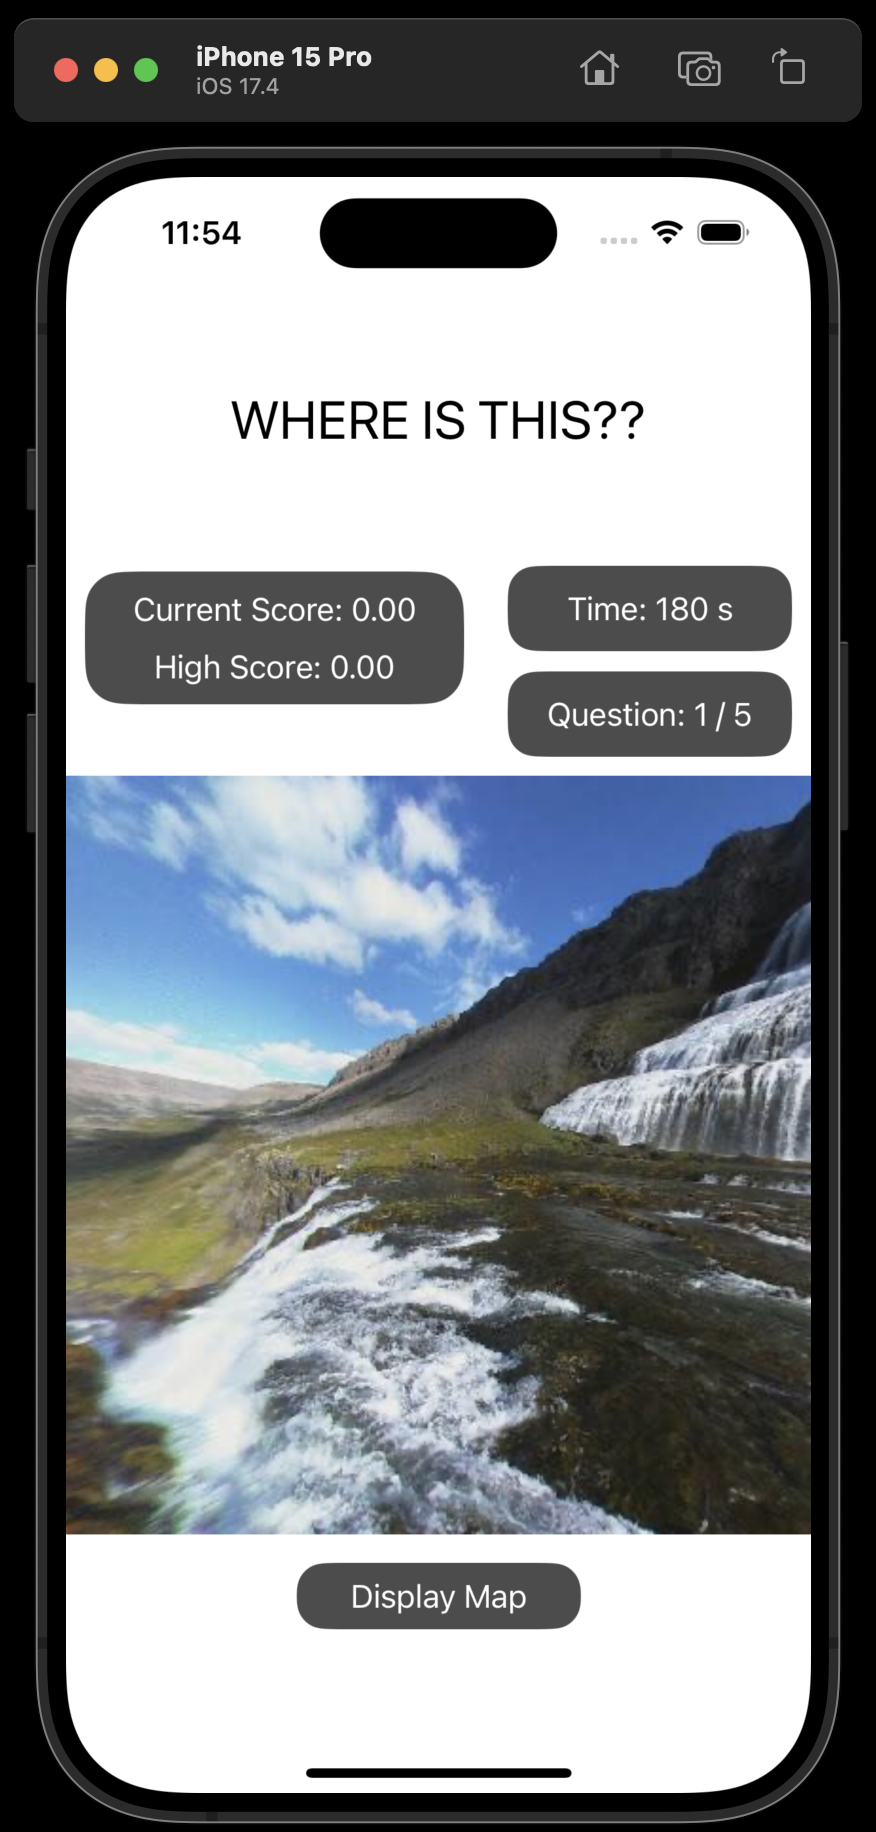 iPhone 15 Pro
iOS 17.4
11:54
WHERE IS THIS??
Current Score: 0.00
High Score: 0.00
Time: 180 s
Question: 1 / 5
Display Map